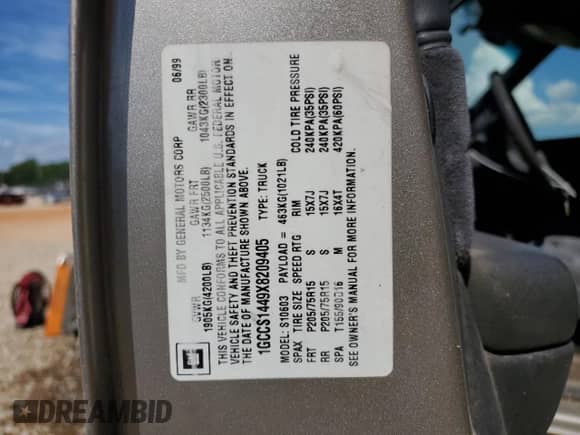 MFD BY GENERAL MOTORS CORP 06/99
GVWR GAWR FRT GAWR RR
1905KG(4200LB) 1134KG(2500LB) 1043KG(2300LB)
THIS VEHICLE CONFORMS TO ALL APPLICABLE U.S. FEDERAL MOTOR
VEHICLE SAFETY AND THEFT PREVENTION STANDARDS IN EFFECT ON
THE DATE OF MANUFACTURE SHOWN ABOVE.
1GCCS1449X8209405 TYPE: TRUCK
MODEL: S10603 PAYLOAD = 463KG(1021LB)
SPAX TIRE SIZE SPEED RTG RIM COLD TIRE PRESSURE
FRT P205/75R15 S 15X7J 240KPA(35PSI)
RR P205/75R15 S 15X7J 240KPA(35PSI)
SPA T155/90D16 M 16X4T 420KPA(60PSI)
SEE OWNER'S MANUAL FOR MORE INFORMATION.
GM
DREAMBID